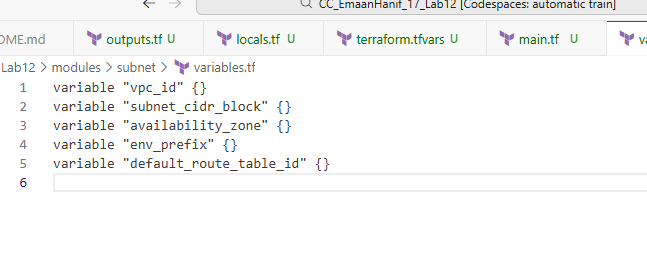 CC_EmaanHanif_17_Lab12 [Codespaces: automatic train]
OME.md outputs.tf U locals.tf U terraform.tfvars U main.tf U va
Lab12 > modules > subnet > variables.tf
1 variable "vpc_id" {}
2 variable "subnet_cidr_block" {}
3 variable "availability_zone" {}
4 variable "env_prefix" {}
5 variable "default_route_table_id" {}
6